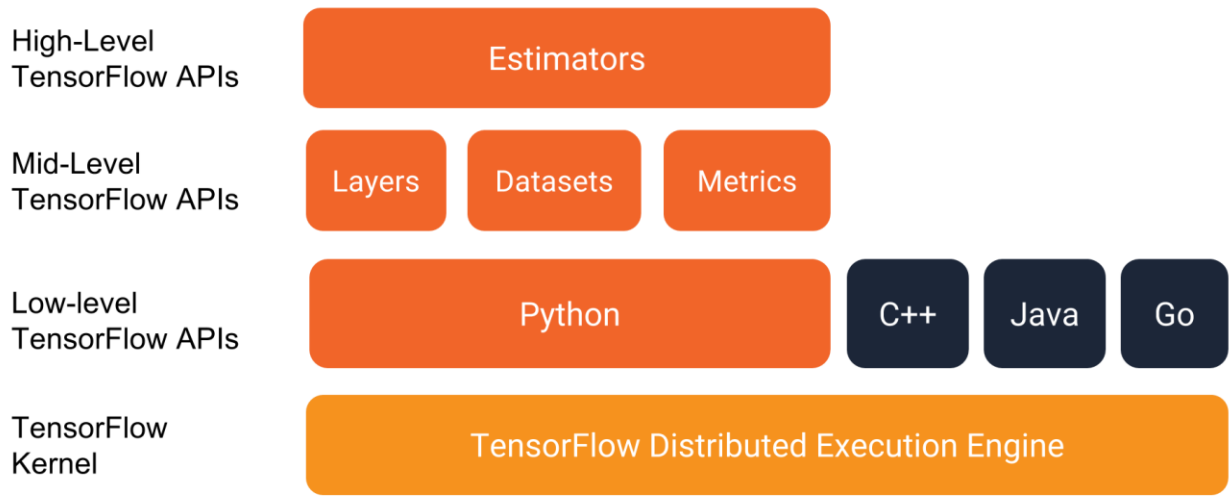 High-Level
TensorFlow APIs
Estimators
Mid-Level
TensorFlow APIs
Layers
Datasets
Metrics
Low-level
TensorFlow APIs
Python
C++
Java
Go
TensorFlow
Kernel
TensorFlow Distributed Execution Engine